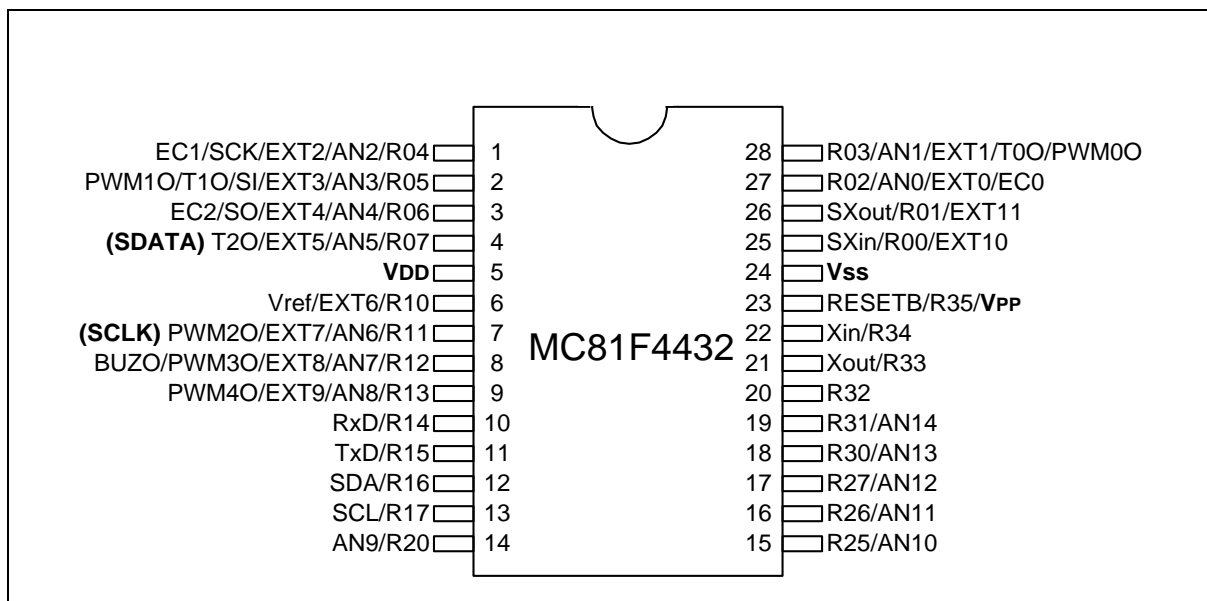 EC1/SCK/EXT2/AN2/R04 1 28 R03/AN1/EXT1/T0O/PWM0O
PWM1O/T1O/SI/EXT3/AN3/R05 2 27 R02/AN0/EXT0/EC0
EC2/SO/EXT4/AN4/R06 3 26 SXout/R01/EXT11
(SDATA) T2O/EXT5/AN5/R07 4 25 SXin/R00/EXT10
VDD 5 24 Vss
Vref/EXT6/R10 6 23 RESETB/R35/VPP
(SCLK) PWM2O/EXT7/AN6/R11 7 22 Xin/R34
MC81F4432
BUZO/PWM3O/EXT8/AN7/R12 8 21 Xout/R33
PWM4O/EXT9/AN8/R13 9 20 R32
RxD/R14 10 19 R31/AN14
TxD/R15 11 18 R30/AN13
SDA/R16 12 17 R27/AN12
SCL/R17 13 16 R26/AN11
AN9/R20 14 15 R25/AN10